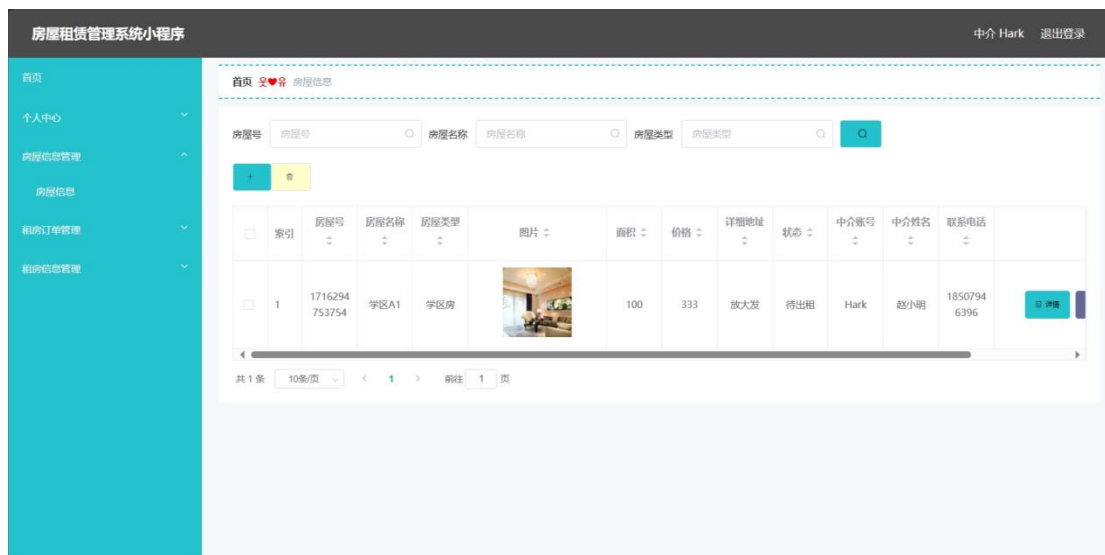 房屋租赁管理系统小程序
中介 Hark 退出登录
首页
个人中心
房屋信息管理
房屋信息
租房订单管理
租房信息管理
首页 웃❤유 房屋信息
房屋号 房屋号 房屋名称 房屋名称 房屋类型 房屋类型
索引 房屋号 房屋名称 房屋类型 图片 面积 价格 详细地址 状态 中介账号 中介姓名 联系电话
1 1716294753754 学区A1 学区房 100 333 放大发 待出租 Hark 赵小明 18507946396 详情
共 1 条 10条/页 1 前往 1 页